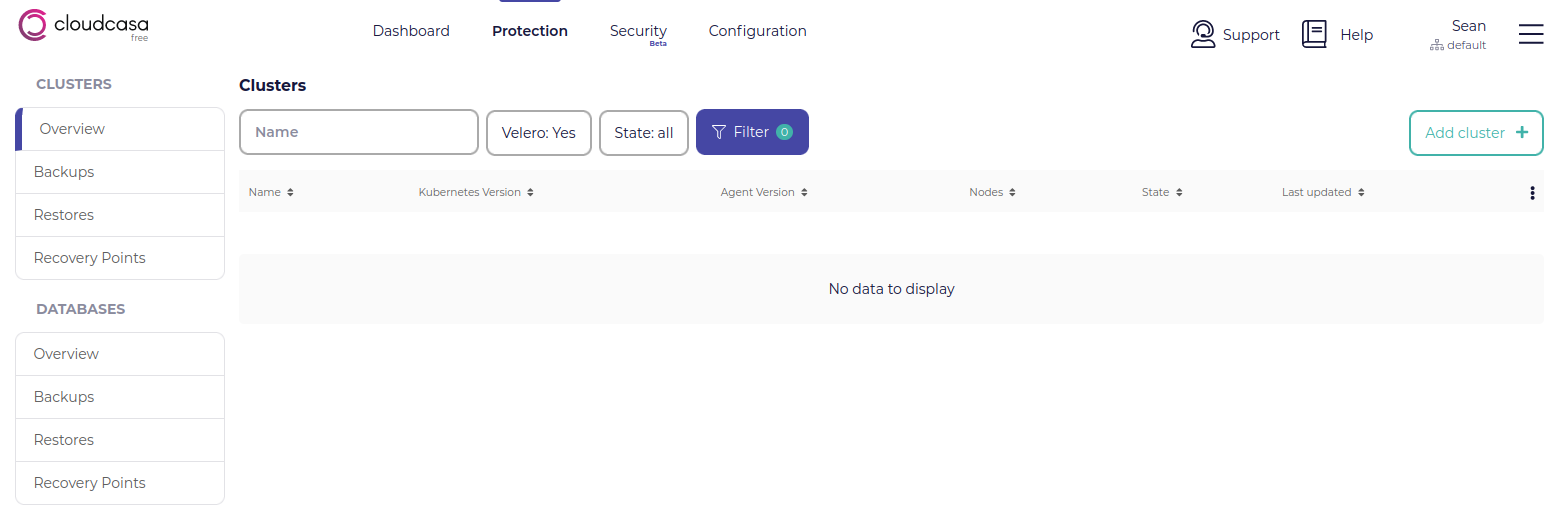 cloudcasa
free
Dashboard
Protection
Security
Beta
Configuration
Support
Help
Sean
default
CLUSTERS
Overview
Backups
Restores
Recovery Points
DATABASES
Overview
Backups
Restores
Recovery Points
Clusters
Name
Velero: Yes
State: all
Filter 0
Add cluster +
Name
Kubernetes Version
Agent Version
Nodes
State
Last updated
No data to display